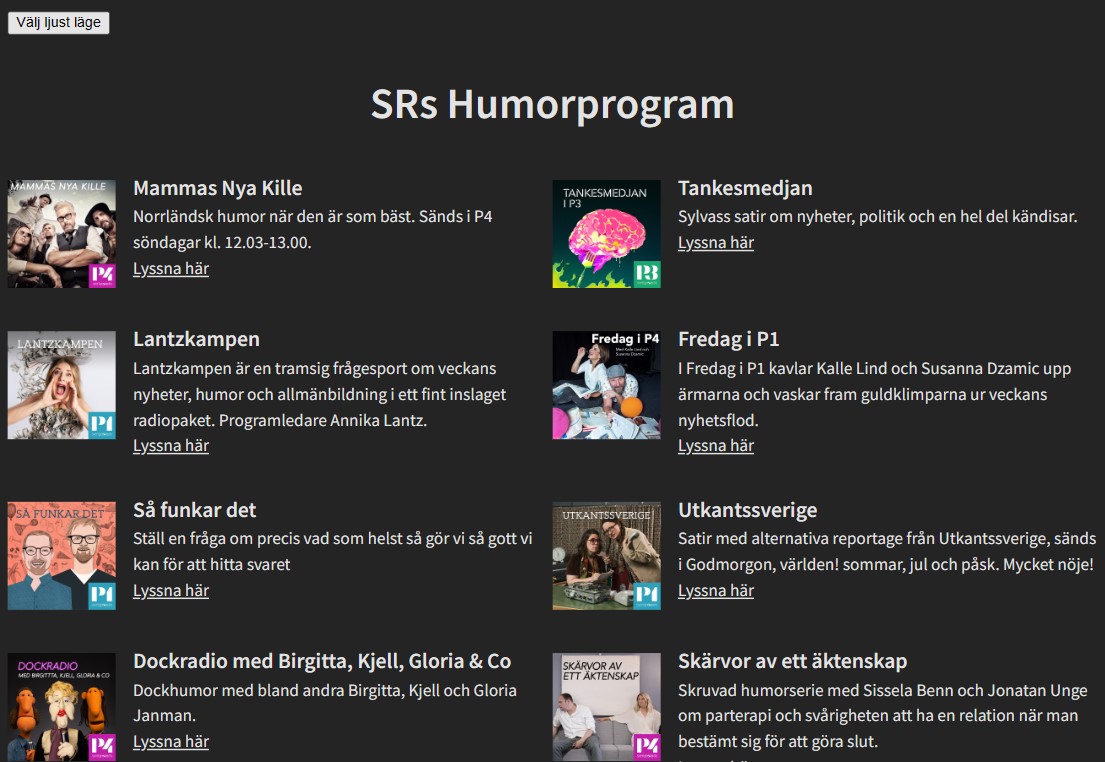 Välj ljust läge
SRs Humorprogram
MAMMAS NYA KILLE
P4
Mammas Nya Kille
Norrländsk humor när den är som bäst. Sänds i P4
söndagar kl. 12.03-13.00.
Lyssna här
TANKESMEDJAN
I P3
P3
Tankesmedjan
Sylvass satir om nyheter, politik och en hel del kändisar.
Lyssna här
LANTZKAMPEN
P1
Lantzkampen
Lantzkampen är en tramsig frågesport om veckans
nyheter, humor och allmänbildning i ett fint inslaget
radiopaket. Programledare Annika Lantz.
Lyssna här
Fredag i P4
Fredag i P1
I Fredag i P1 kavlar Kalle Lind och Susanna Dzamic upp
ärmarna och vaskar fram guldklimparna ur veckans
nyhetsflod.
Lyssna här
SÅ FUNKAR DET
P1
Så funkar det
Ställ en fråga om precis vad som helst så gör vi så gott vi
kan för att hitta svaret
Lyssna här
UTKANTSSVERIGE
P1
Utkantssverige
Satir med alternativa reportage från Utkantssverige, sänds
i Godmorgon, världen! sommar, jul och påsk. Mycket nöje!
Lyssna här
DOCKRADIO
MED BIRGITTA, KJELL, GLORIA & CO
P4
Dockradio med Birgitta, Kjell, Gloria & Co
Dockhumor med bland andra Birgitta, Kjell och Gloria
Janman.
Lyssna här
SKÄRVOR AV
ETT ÄKTENSKAP
P4
Skärvor av ett äktenskap
Skruvad humorserie med Sissela Benn och Jonatan Unge
om parterapi och svårigheten att ha en relation när man
bestämt sig för att göra slut.